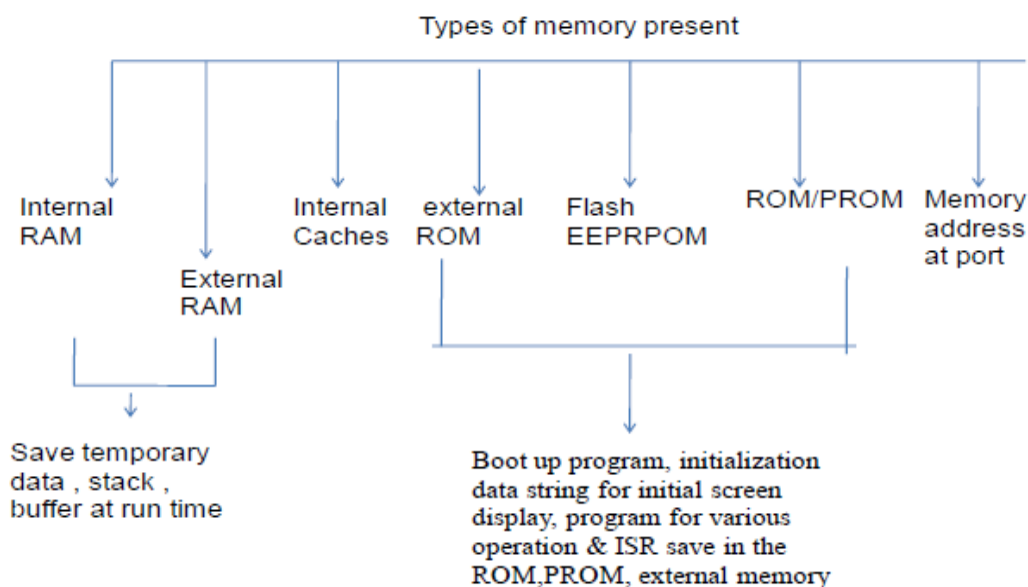 Types of memory present
Internal
RAM
External
RAM
Internal
Caches
external
ROM
Flash
EEPRPOM
ROM/PROM
Memory
address
at port
Save temporary
data , stack ,
buffer at run time
Boot up program, initialization
data string for initial screen
display, program for various
operation & ISR save in the
ROM,PROM, external memory